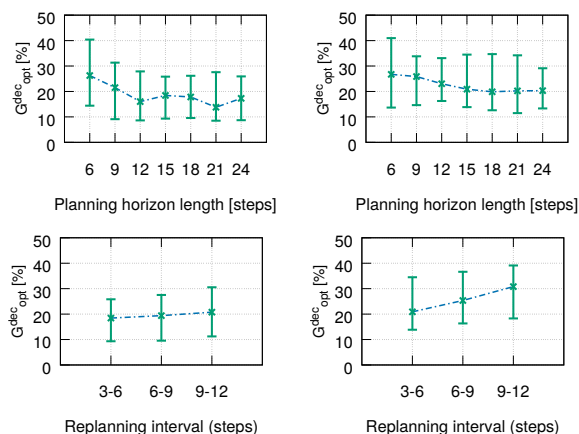 50
40
30
20
10
0
G^dec_opt [%]
6 9 12 15 18 21 24
Planning horizon length [steps]
50
40
30
20
10
0
G^dec_opt [%]
6 9 12 15 18 21 24
Planning horizon length [steps]
50
40
30
20
10
0
G^dec_opt [%]
3-6 6-9 9-12
Replanning interval (steps)
50
40
30
20
10
0
G^dec_opt [%]
3-6 6-9 9-12
Replanning interval (steps)